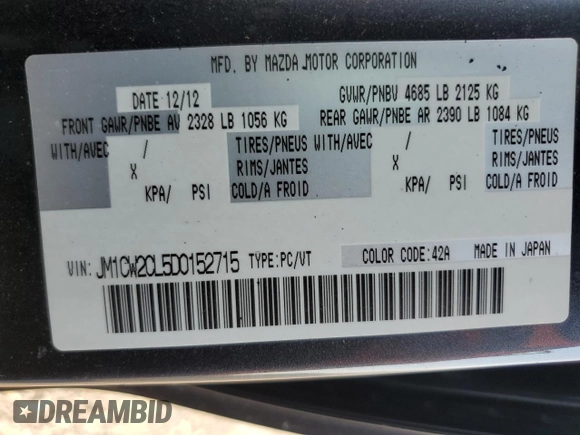 MFD. BY MAZDA MOTOR CORPORATION
DATE 12/12
GVWR/PNBV 4685 LB 2125 KG
FRONT GAWR/PNBE AV 2328 LB 1056 KG
REAR GAWR/PNBE AR 2390 LB 1084 KG
WITH/AVEC / TIRES/PNEUS
WITH/AVEC / TIRES/PNEUS
X RIMS/JANTES
X RIMS/JANTES
KPA/ PSI COLD/A FROID
KPA/ PSI COLD/A FROID
VIN: JM1CW2CL5D0152715 TYPE:PC/VT
COLOR CODE: 42A
MADE IN JAPAN
DREAMBID